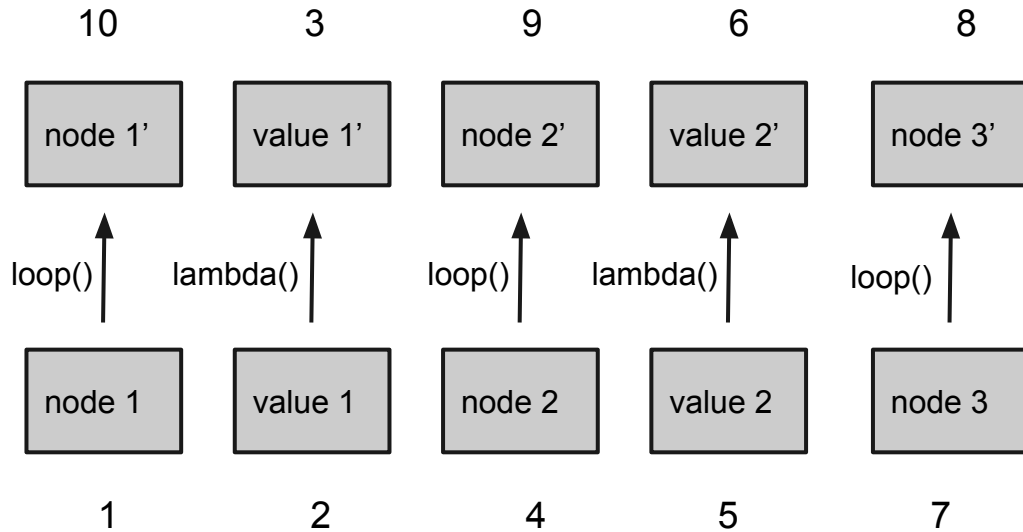 10 3 9 6 8
node 1’ value 1’ node 2’ value 2’ node 3’
loop() lambda() loop() lambda() loop()
node 1 value 1 node 2 value 2 node 3
1 2 4 5 7